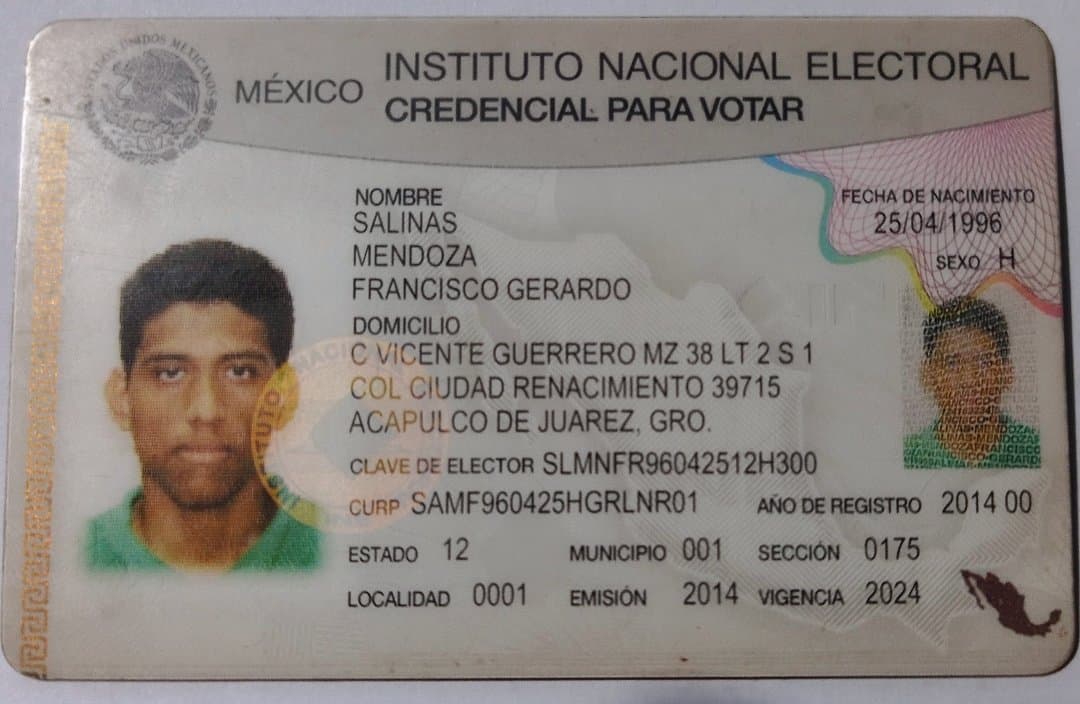 ESTADOS UNIDOS MEXICANOS
MÉXICO
INSTITUTO NACIONAL ELECTORAL
CREDENCIAL PARA VOTAR
NOMBRE
SALINAS
MENDOZA
FRANCISCO GERARDO
FECHA DE NACIMIENTO
25/04/1996
SEXO H
DOMICILIO
C VICENTE GUERRERO MZ 38 LT 2 S 1
COL CIUDAD RENACIMIENTO 39715
ACAPULCO DE JUAREZ, GRO.
CLAVE DE ELECTOR SLMNFR96042512H300
CURP SAMF960425HGRLNR01 AÑO DE REGISTRO 2014 00
ESTADO 12 MUNICIPIO 001 SECCIÓN 0175
LOCALIDAD 0001 EMISIÓN 2014 VIGENCIA 2024